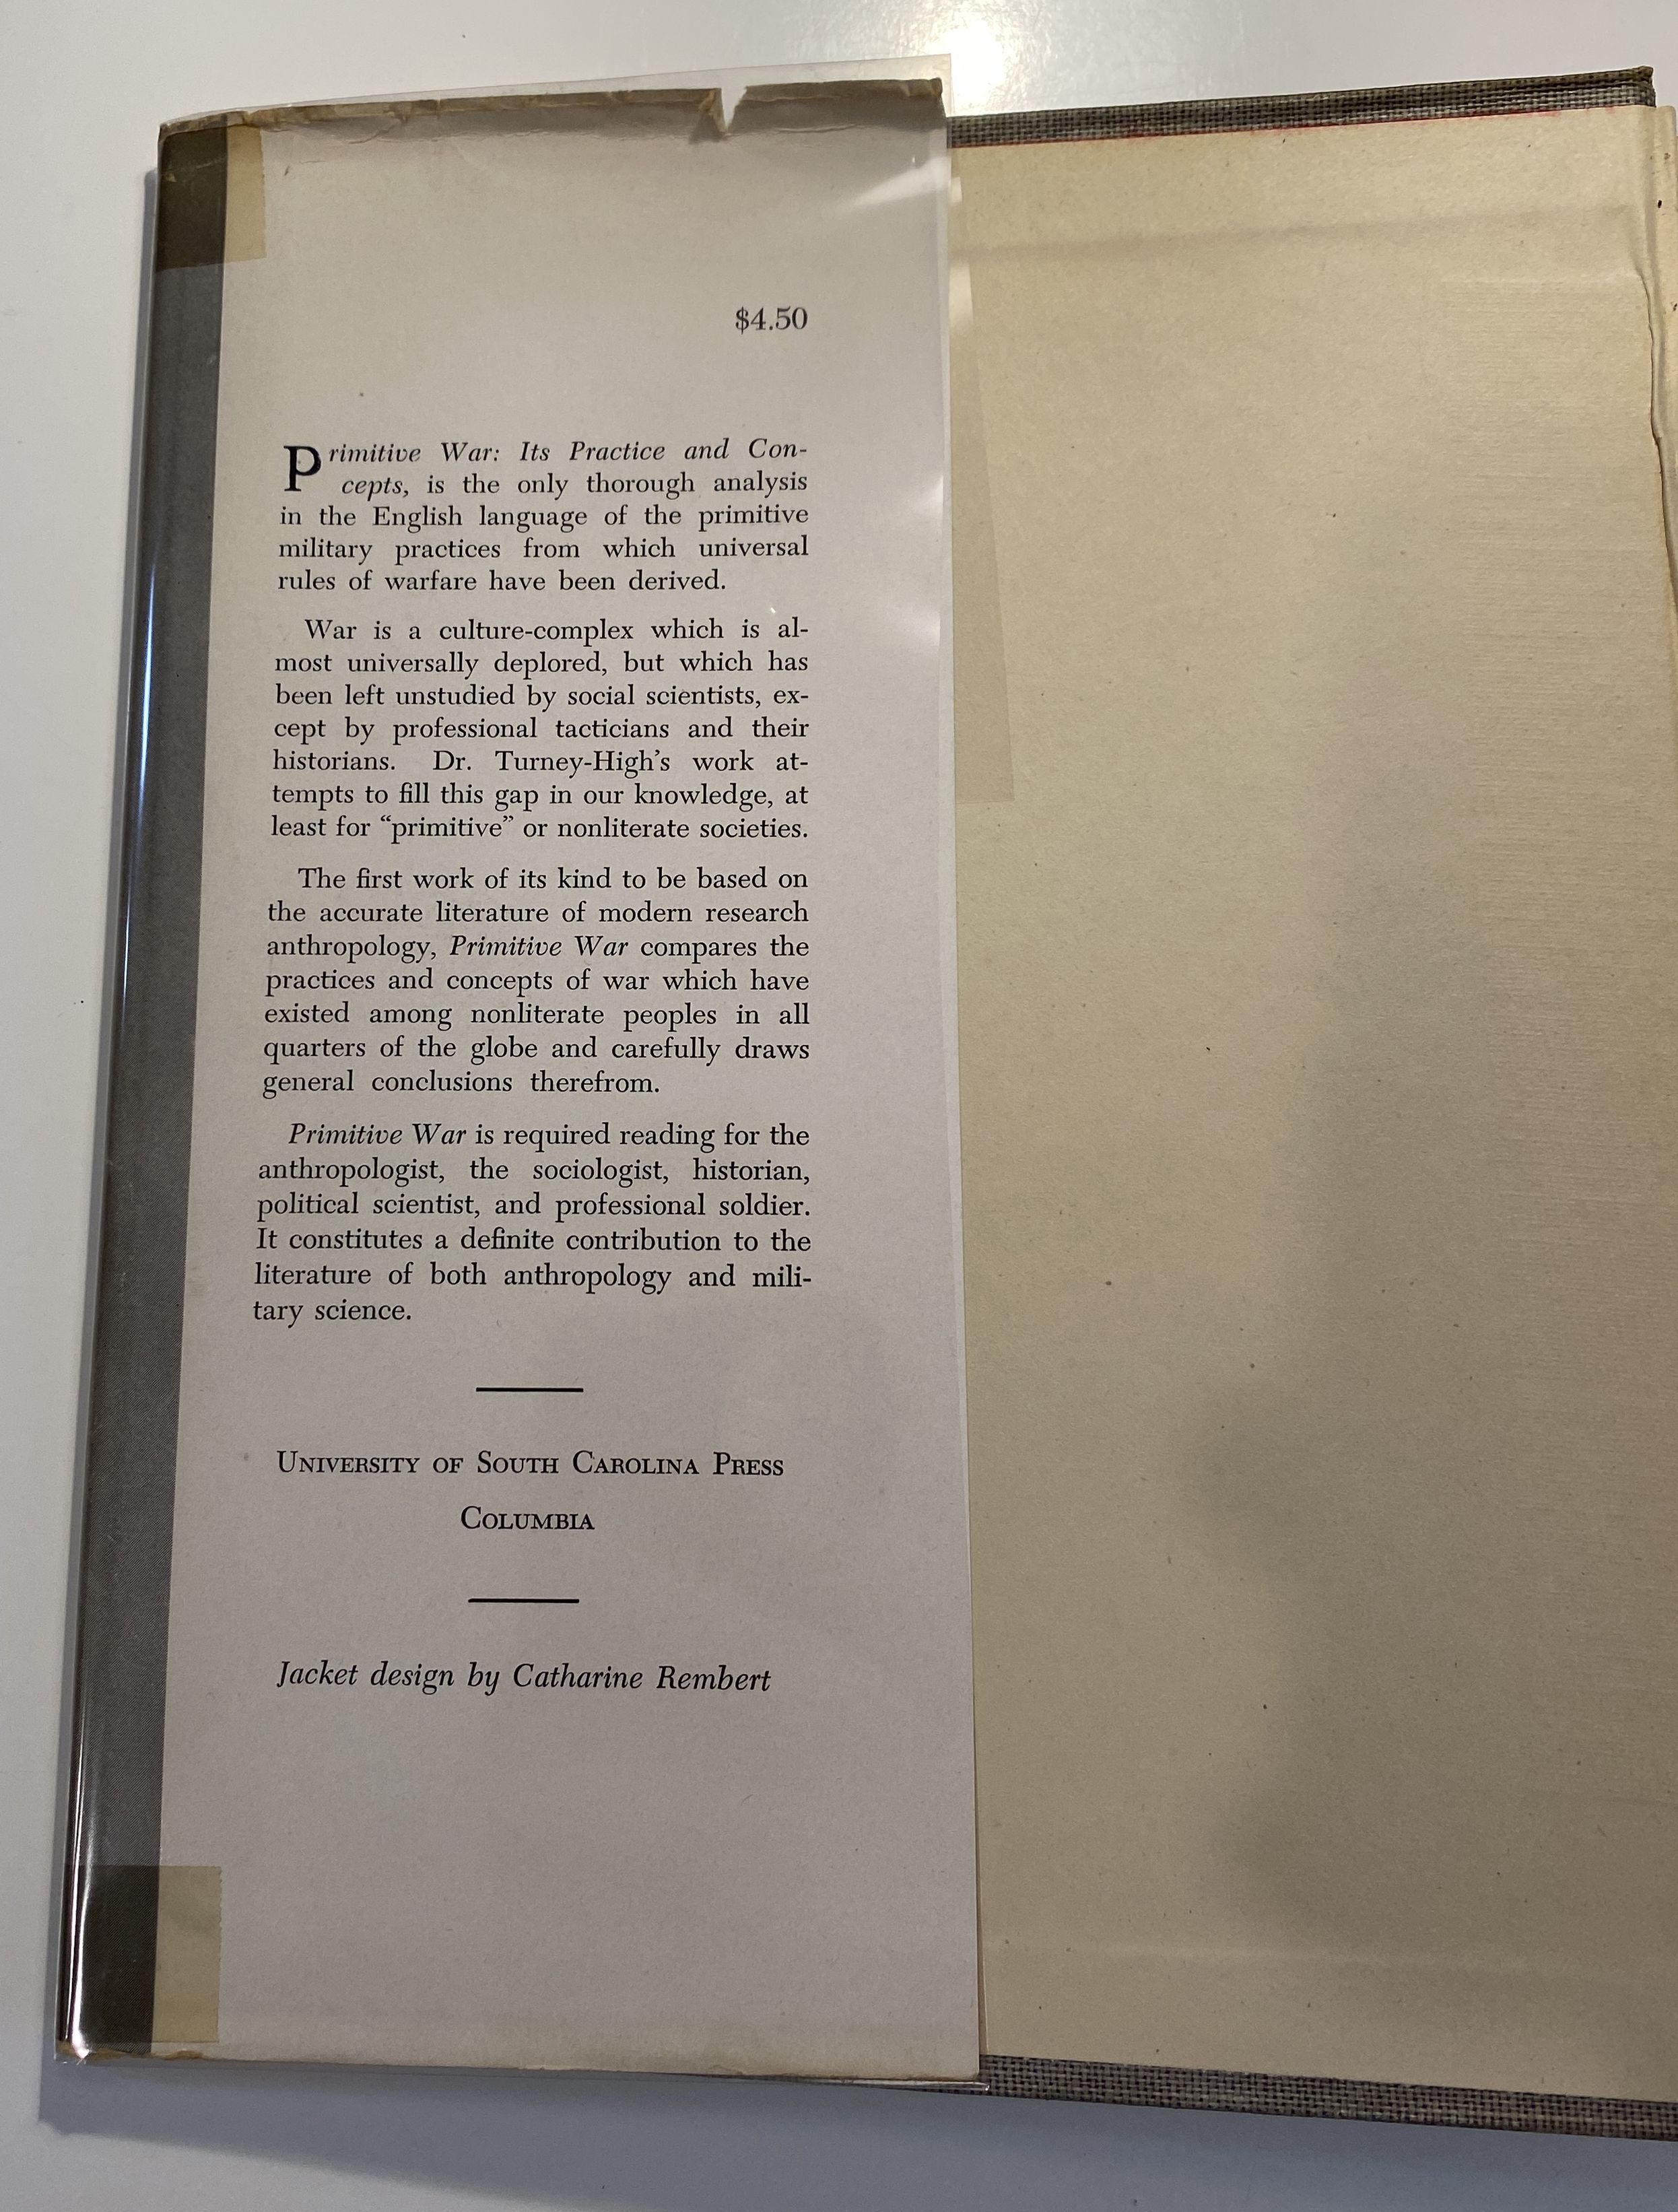 $4.50
Primitive War: Its Practice and Con-
cepts, is the only thorough analysis
in the English language of the primitive
military practices from which universal
rules of warfare have been derived.
War is a culture-complex which is al-
most universally deplored, but which has
been left unstudied by social scientists, ex-
cept by professional tacticians and their
historians. Dr. Turney-High's work at-
tempts to fill this gap in our knowledge, at
least for “primitive” or nonliterate societies.
The first work of its kind to be based on
the accurate literature of modern research
anthropology, Primitive War compares the
practices and concepts of war which have
existed among nonliterate peoples in all
quarters of the globe and carefully draws
general conclusions therefrom.
Primitive War is required reading for the
anthropologist, the sociologist, historian,
political scientist, and professional soldier.
It constitutes a definite contribution to the
literature of both anthropology and mili-
tary science.
University of South Carolina Press
Columbia
Jacket design by Catharine Rembert